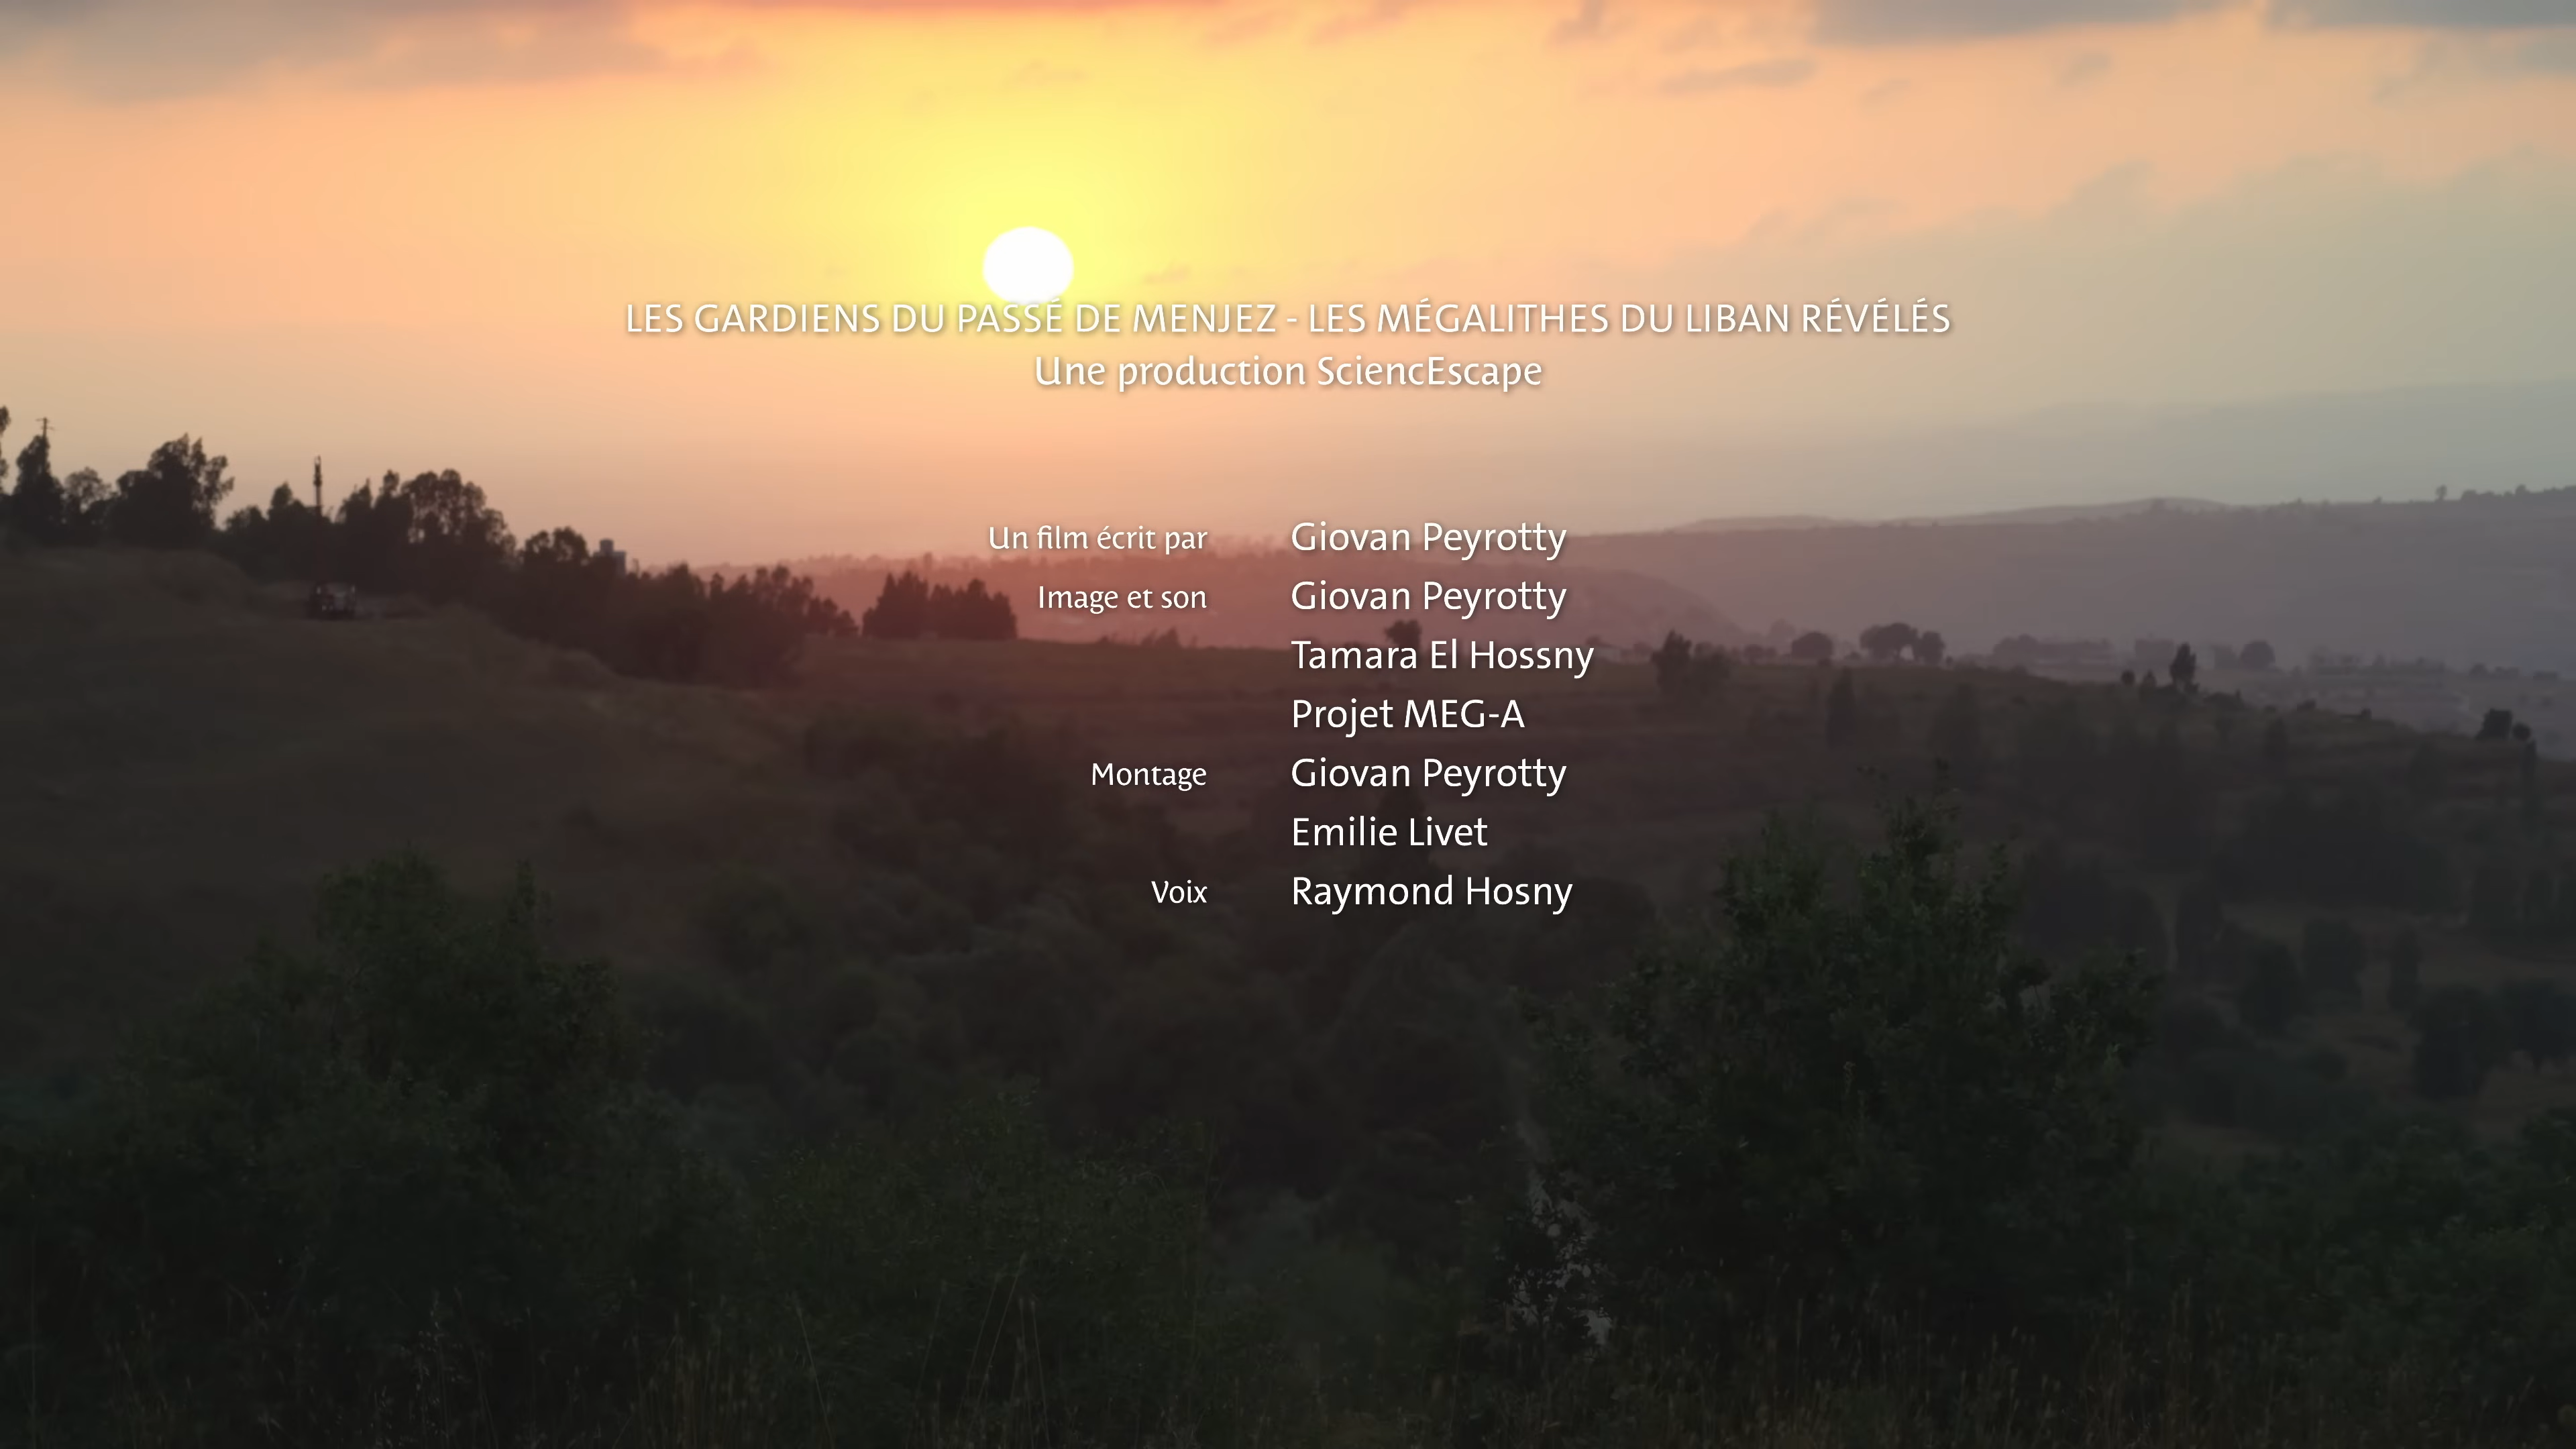 LES GARDIENS DU PASSÉ DE MENJEZ - LES MÉGALITHES DU LIBAN RÉVÉLÉS
Une production SciencEscape
Un film écrit par Giovan Peyrotty
Image et son Giovan Peyrotty
Tamara El Hossny
Projet MEG-A
Montage Giovan Peyrotty
Emilie Livet
Voix Raymond Hosny